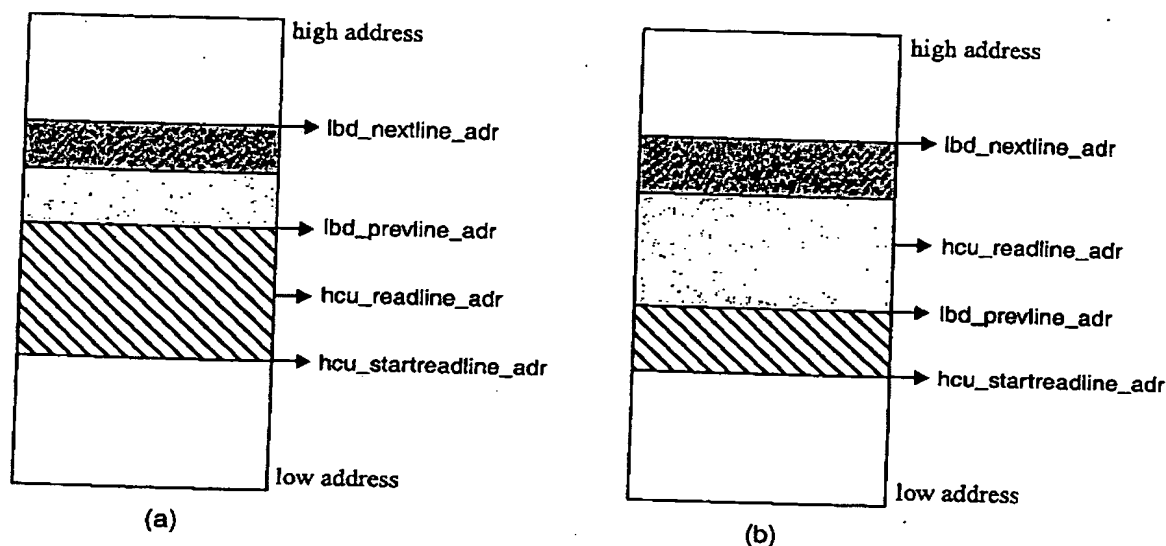 high address
lbd_nextline_adr
lbd_prevline_adr
hcu_readline_adr
hcu_startreadline_adr
low address
(a)
high address
lbd_nextline_adr
hcu_readline_adr
lbd_prevline_adr
hcu_startreadline_adr
low address
(b)